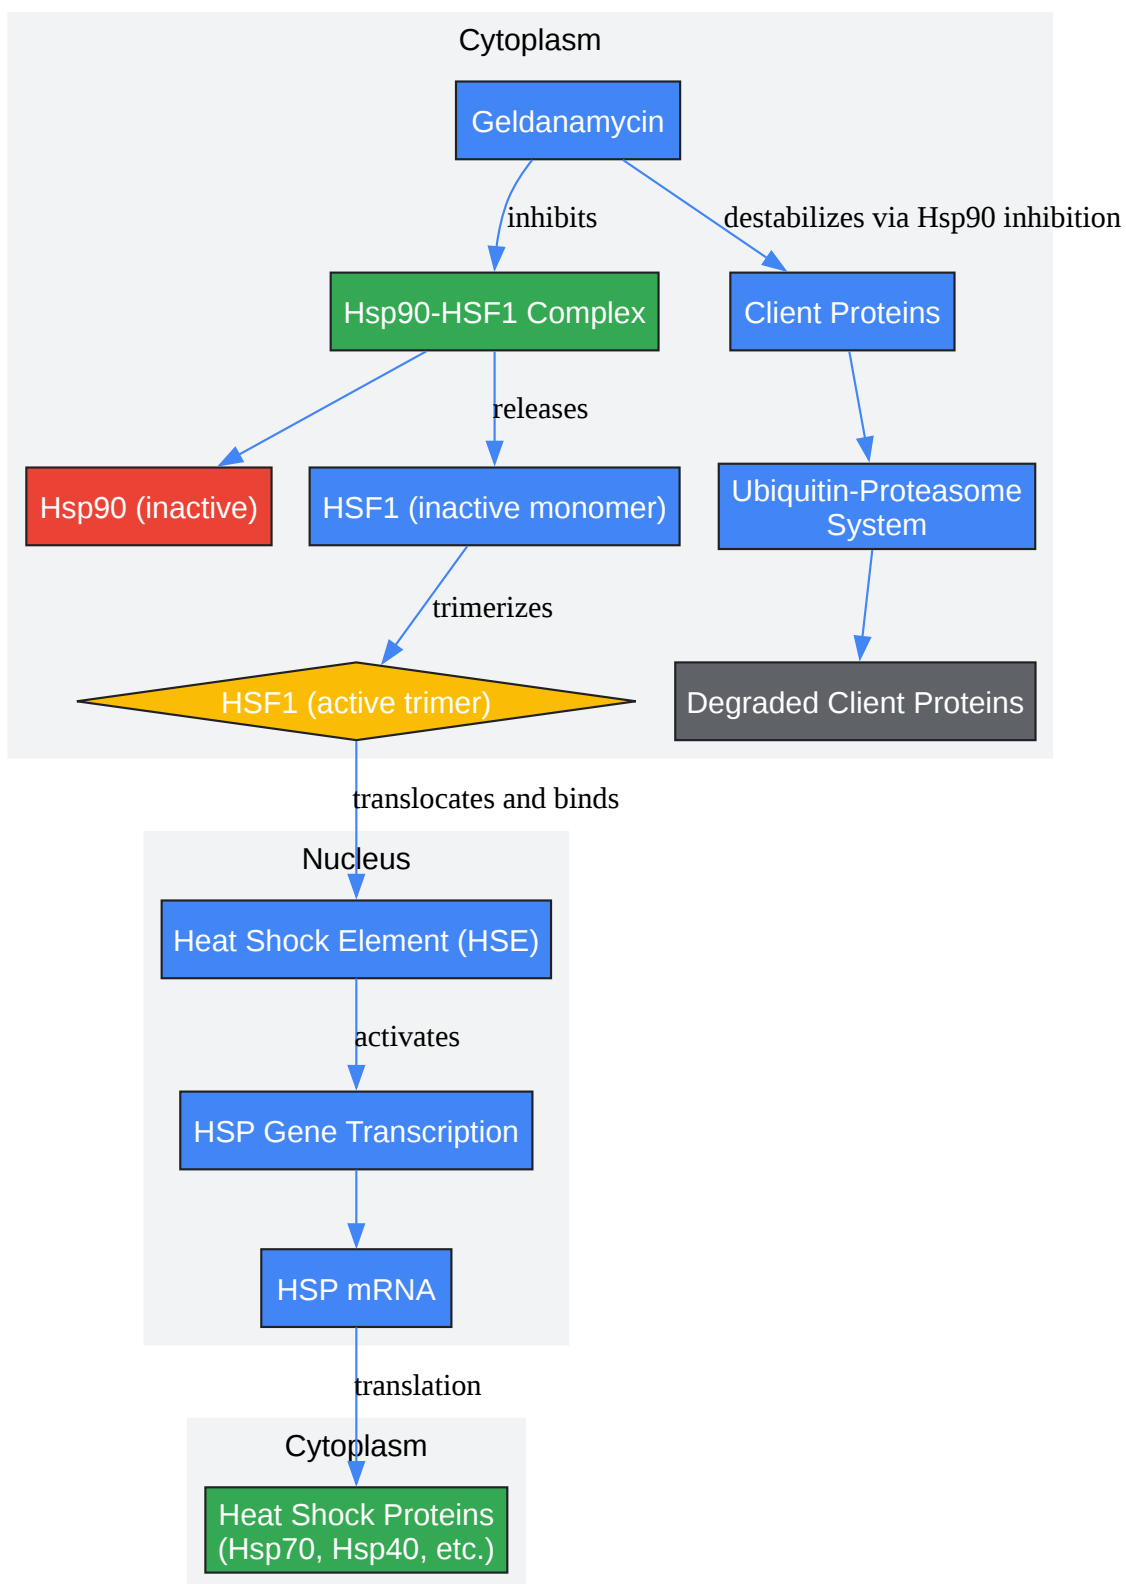 Cytoplasm
Geldanamycin
inhibits
destabilizes via Hsp90 inhibition
Hsp90-HSF1 Complex
Client Proteins
releases
Hsp90 (inactive)
HSF1 (inactive monomer)
Ubiquitin-Proteasome
System
trimerizes
HSF1 (active trimer)
Degraded Client Proteins
translocates and binds
Nucleus
Heat Shock Element (HSE)
activates
HSP Gene Transcription
HSP mRNA
translation
Cytoplasm
Heat Shock Proteins
(Hsp70, Hsp40, etc.)